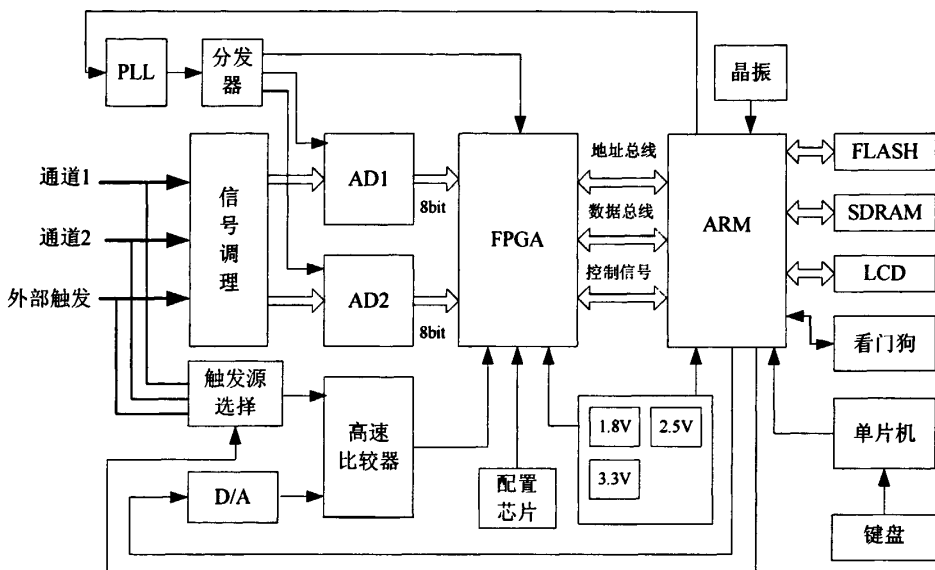 PLL
分发
器
晶振
通道1
通道2
外部触发
信
号
调
理
AD1
8bit
AD2
8bit
FPGA
地址总线
数据总线
控制信号
ARM
FLASH
SDRAM
LCD
看门狗
触发源
选择
高速
比较器
D/A
配置
芯片
1.8V
2.5V
3.3V
单片机
键盘